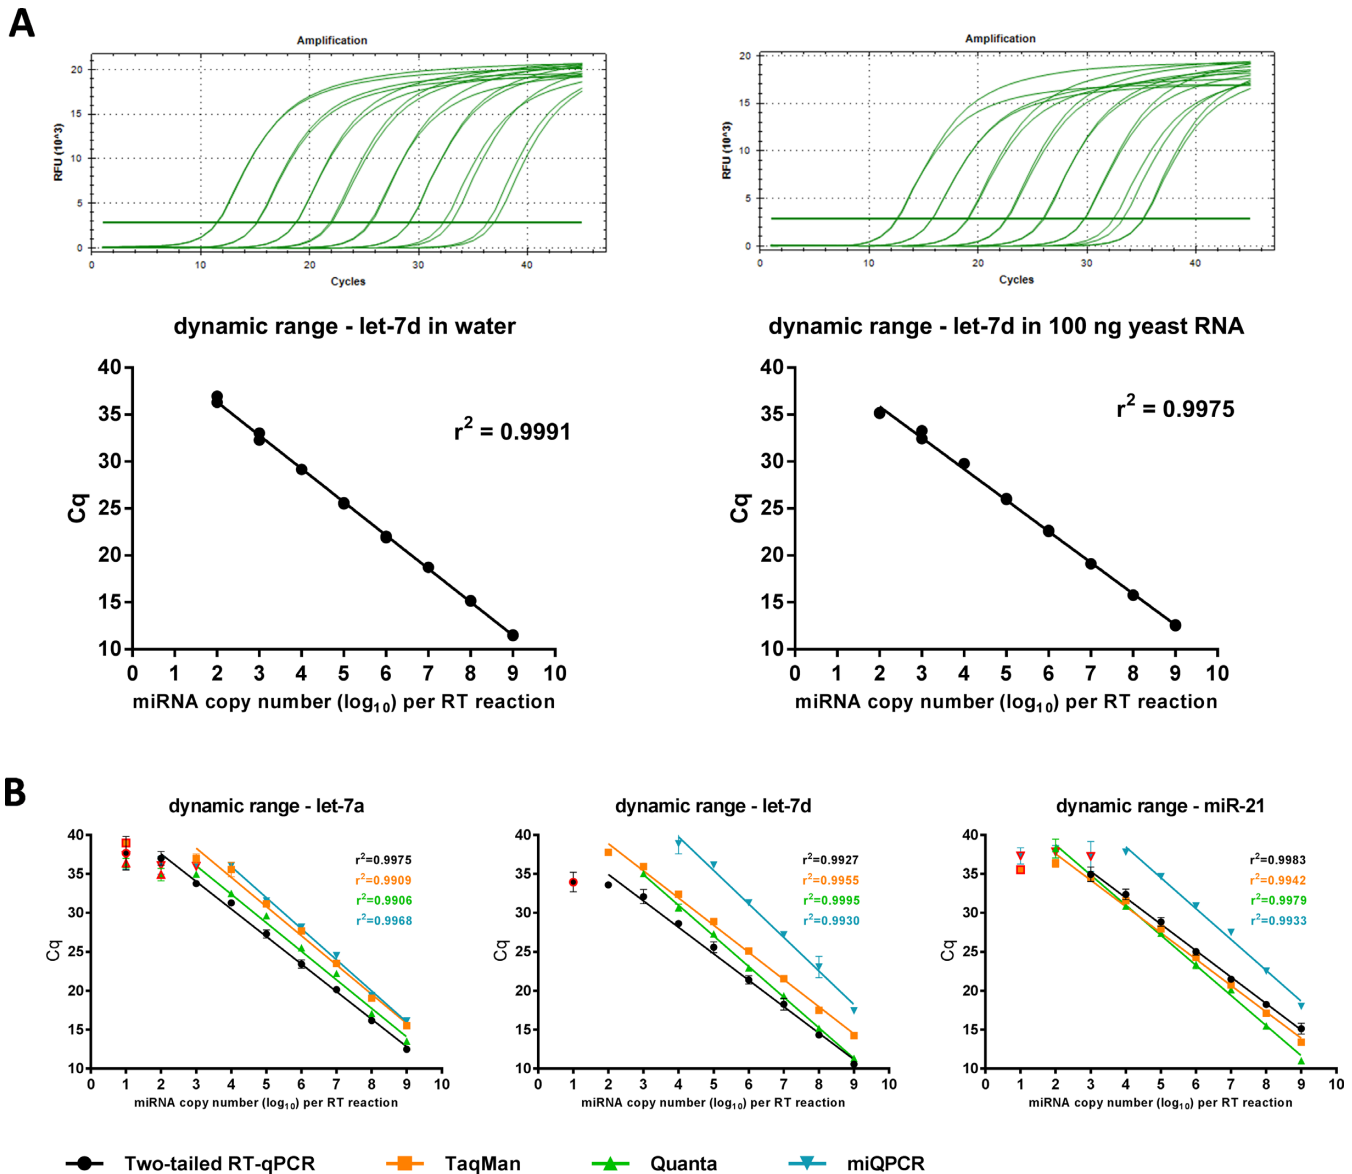 A
Amplification
20
15
10
5
0
RFU (10^3)
0 10 20 30 40
Cycles
Amplification
20
15
10
5
0
RFU (10^3)
0 10 20 30 40
Cycles
dynamic range - let-7d in water
40
35
30
25
20
15
10
Cq
r² = 0.9991
0 1 2 3 4 5 6 7 8 9 10
miRNA copy number (log₁₀) per RT reaction
dynamic range - let-7d in 100 ng yeast RNA
40
35
30
25
20
15
10
Cq
r² = 0.9975
0 1 2 3 4 5 6 7 8 9 10
miRNA copy number (log₁₀) per RT reaction
B
dynamic range - let-7a
40
35
30
25
20
15
10
Cq
r²=0.9975
r²=0.9909
r²=0.9906
r²=0.9968
0 1 2 3 4 5 6 7 8 9 10
miRNA copy number (log₁₀) per RT reaction
dynamic range - let-7d
40
35
30
25
20
15
10
Cq
r²=0.9927
r²=0.9955
r²=0.9995
r²=0.9930
0 1 2 3 4 5 6 7 8 9 10
miRNA copy number (log₁₀) per RT reaction
dynamic range - miR-21
40
35
30
25
20
15
10
Cq
r²=0.9983
r²=0.9942
r²=0.9979
r²=0.9933
0 1 2 3 4 5 6 7 8 9 10
miRNA copy number (log₁₀) per RT reaction
Two-tailed RT-qPCR TaqMan Quanta miQPCR